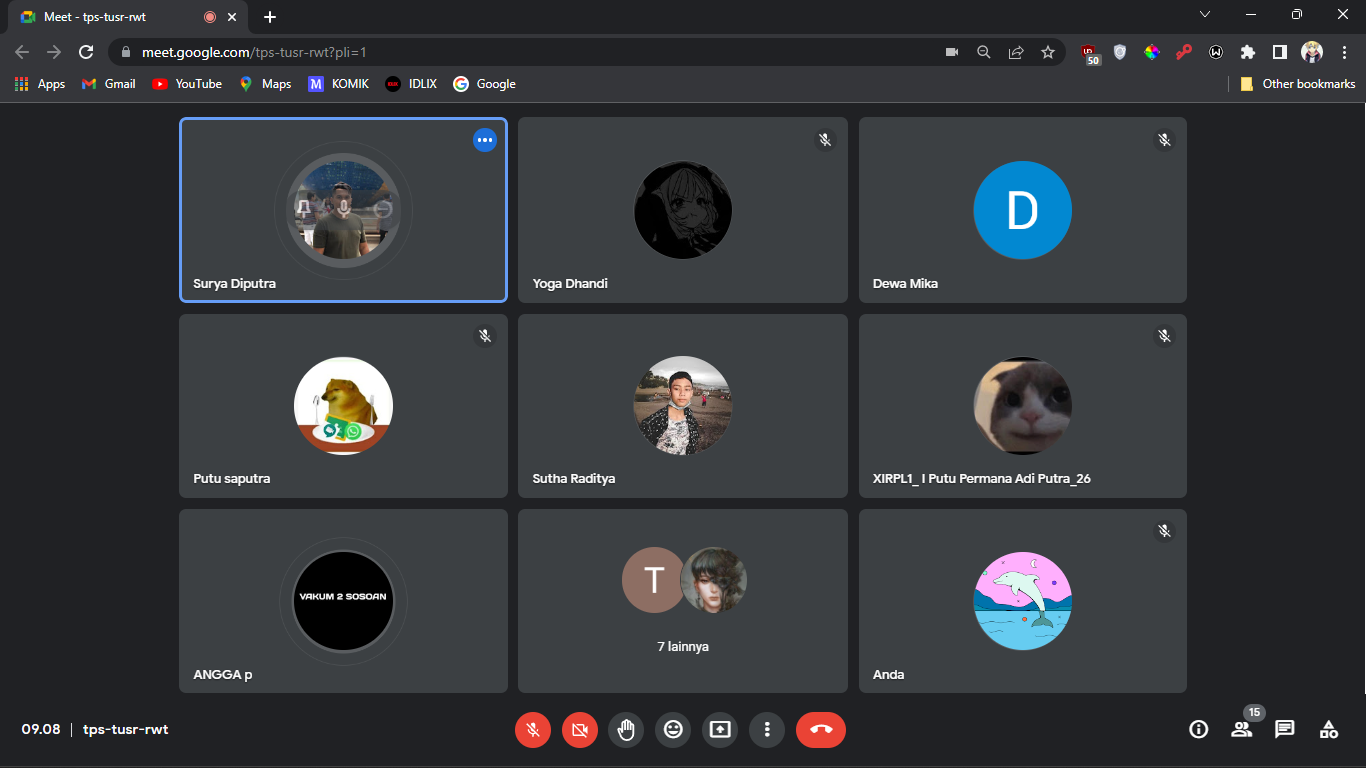 Meet - tps-tusr-rwt
meet.google.com/tps-tusr-rwt?pli=1
50
Apps
Gmail
YouTube
Maps
M KOMIK
IDLIX
Google
Other bookmarks
Surya Diputra
Yoga Dhandi
D
Dewa Mika
Putu saputra
Sutha Raditya
XIRPL1_ I Putu Permana Adi Putra_26
VAKUM 2 SOSOAN
ANGGA p
T
7 lainnya
Anda
09.08 | tps-tusr-rwt
15